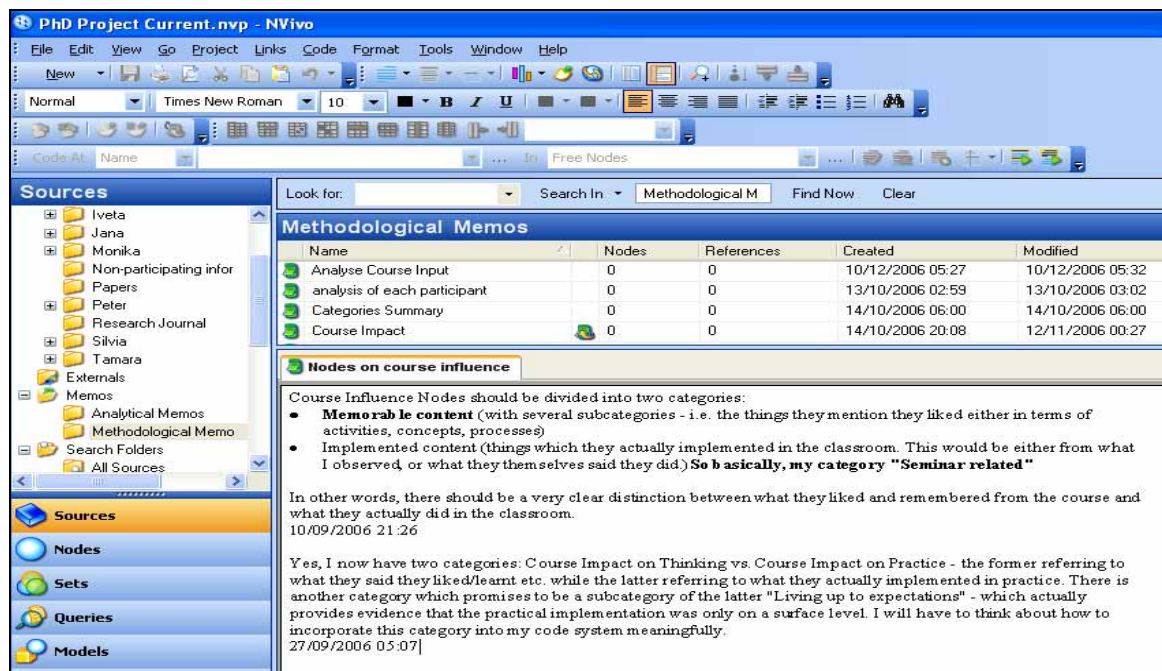 PhD Project Current.nvp - NVivo
File Edit View Go Project Links Code Format Tools Window Help
New
Normal Times New Roman 10 B I U
Code At: Name ... In Free Nodes ...
Sources
Look for: Search In Methodological M Find Now Clear
Iveta
Jana
Monika
Non-participating infor
Papers
Peter
Research Journal
Silvia
Tamara
Externals
Memos
Analytical Memos
Methodological Memo
Search Folders
All Sources
Sources
Nodes
Sets
Queries
Models
Methodological Memos
Name Nodes References Created Modified
Analyse Course Input 0 0 10/12/2006 05:27 10/12/2006 05:32
analysis of each participant 0 0 13/10/2006 02:59 13/10/2006 03:02
Categories Summary 0 0 14/10/2006 06:00 14/10/2006 06:00
Course Impact 0 0 14/10/2006 20:08 12/11/2006 00:27
Nodes on course influence
Course Influence Nodes should be divided into two categories:
• Memorable content (with several subcategories - i.e. the things they mention they liked either in terms of
activities, concepts, processes)
• Implemented content (things which they actually implemented in the classroom. This would be either from what
I observed, or what they themselves said they did.) So basically, my category "Seminar related"
In other words, there should be a very clear distinction between what they liked and remembered from the course and
what they actually did in the classroom.
10/09/2006 21:26
Yes, I now have two categories: Course Impact on Thinking vs. Course Impact on Practice - the former referring to
what they said they liked/learnt etc. while the latter referring to what they actually implemented in practice. There is
another category which promises to be a subcategory of the latter "Living up to expectations" - which actually
provides evidence that the practical implementation was only on a surface level. I will have to think about how to
incorporate this category into my code system meaningfully.
27/09/2006 05:07